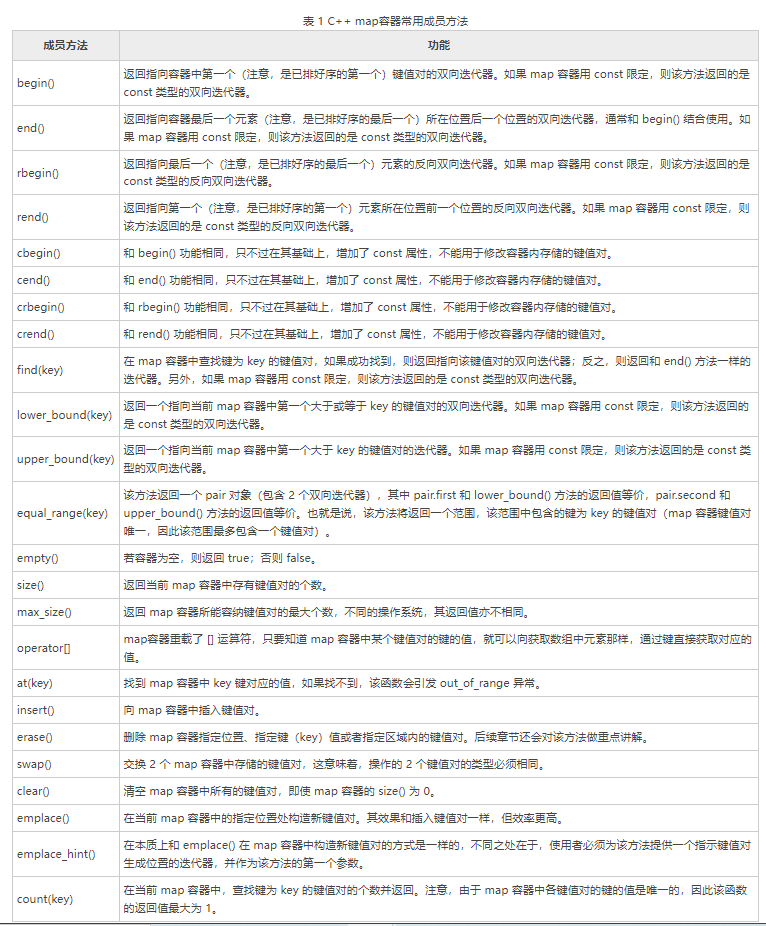 表 1 C++ map容器常用成员方法
成员方法
功能
begin()
返回指向容器中第一个（注意，是已排好序的第一个）键值对的双向迭代器。如果 map 容器用 const 限定，则该方法返回的是
const 类型的双向迭代器。
end()
返回指向容器最后一个元素（注意，是已排好序的最后一个）所在位置后一个位置的双向迭代器，通常和 begin() 结合使用。如
果 map 容器用 const 限定，则该方法返回的是 const 类型的双向迭代器。
rbegin()
返回指向最后一个（注意，是已排好序的最后一个）元素的反向双向迭代器。如果 map 容器用 const 限定，则该方法返回的是
const 类型的反向双向迭代器。
rend()
返回指向第一个（注意，是已排好序的第一个）元素所在位置前一个位置的反向双向迭代器。如果 map 容器用 const 限定，则
该方法返回的是 const 类型的反向双向迭代器。
cbegin()
和 begin() 功能相同，只不过在其基础上，增加了 const 属性，不能用于修改容器内存储的键值对。
cend()
和 end() 功能相同，只不过在其基础上，增加了 const 属性，不能用于修改容器内存储的键值对。
crbegin()
和 rbegin() 功能相同，只不过在其基础上，增加了 const 属性，不能用于修改容器内存储的键值对。
crend()
和 rend() 功能相同，只不过在其基础上，增加了 const 属性，不能用于修改容器内存储的键值对。
find(key)
在 map 容器中查找键为 key 的键值对，如果成功找到，则返回指向该键值对的双向迭代器；反之，则返回和 end() 方法一样的
迭代器。另外，如果 map 容器用 const 限定，则该方法返回的是 const 类型的双向迭代器。
lower_bound(key)
返回一个指向当前 map 容器中第一个大于或等于 key 的键值对的双向迭代器。如果 map 容器用 const 限定，则该方法返回的
是 const 类型的双向迭代器。
upper_bound(key)
返回一个指向当前 map 容器中第一个大于 key 的键值对的迭代器。如果 map 容器用 const 限定，则该方法返回的是 const 类
型的双向迭代器。
equal_range(key)
该方法返回一个 pair 对象（包含 2 个双向迭代器），其中 pair.first 和 lower_bound() 方法的返回值等价，pair.second 和
upper_bound() 方法的返回值等价。也就是说，该方法将返回一个范围，该范围中包含的键为 key 的键值对（map 容器键值对
唯一，因此该范围最多包含一个键值对）。
empty()
若容器为空，则返回 true；否则 false。
size()
返回当前 map 容器中存有键值对的个数。
max_size()
返回 map 容器所能容纳键值对的最大个数，不同的操作系统，其返回值亦不相同。
operator[]
map容器重载了 [] 运算符，只要知道 map 容器中某个键值对的键的值，就可以向获取数组中元素那样，通过键直接获取对应的
值。
at(key)
找到 map 容器中 key 键对应的值，如果找不到，该函数会引发 out_of_range 异常。
insert()
向 map 容器中插入键值对。
erase()
删除 map 容器指定位置、指定键（key）值或者指定区域内的键值对。后续章节还会对该方法做重点讲解。
swap()
交换 2 个 map 容器中存储的键值对，这意味着，操作的 2 个键值对的类型必须相同。
clear()
清空 map 容器中所有的键值对，即使 map 容器的 size() 为 0。
emplace()
在当前 map 容器中的指定位置处构造新键值对。其效果和插入键值对一样，但效率更高。
emplace_hint()
在本质上和 emplace() 在 map 容器中构造新键值对的方式是一样的，不同之处在于，使用者必须为该方法提供一个指示键值对
生成位置的迭代器，并作为该方法的第一个参数。
count(key)
在当前 map 容器中，查找键为 key 的键值对的个数并返回。注意，由于 map 容器中各键值对的键的值是唯一的，因此该函数
的返回值最大为 1。